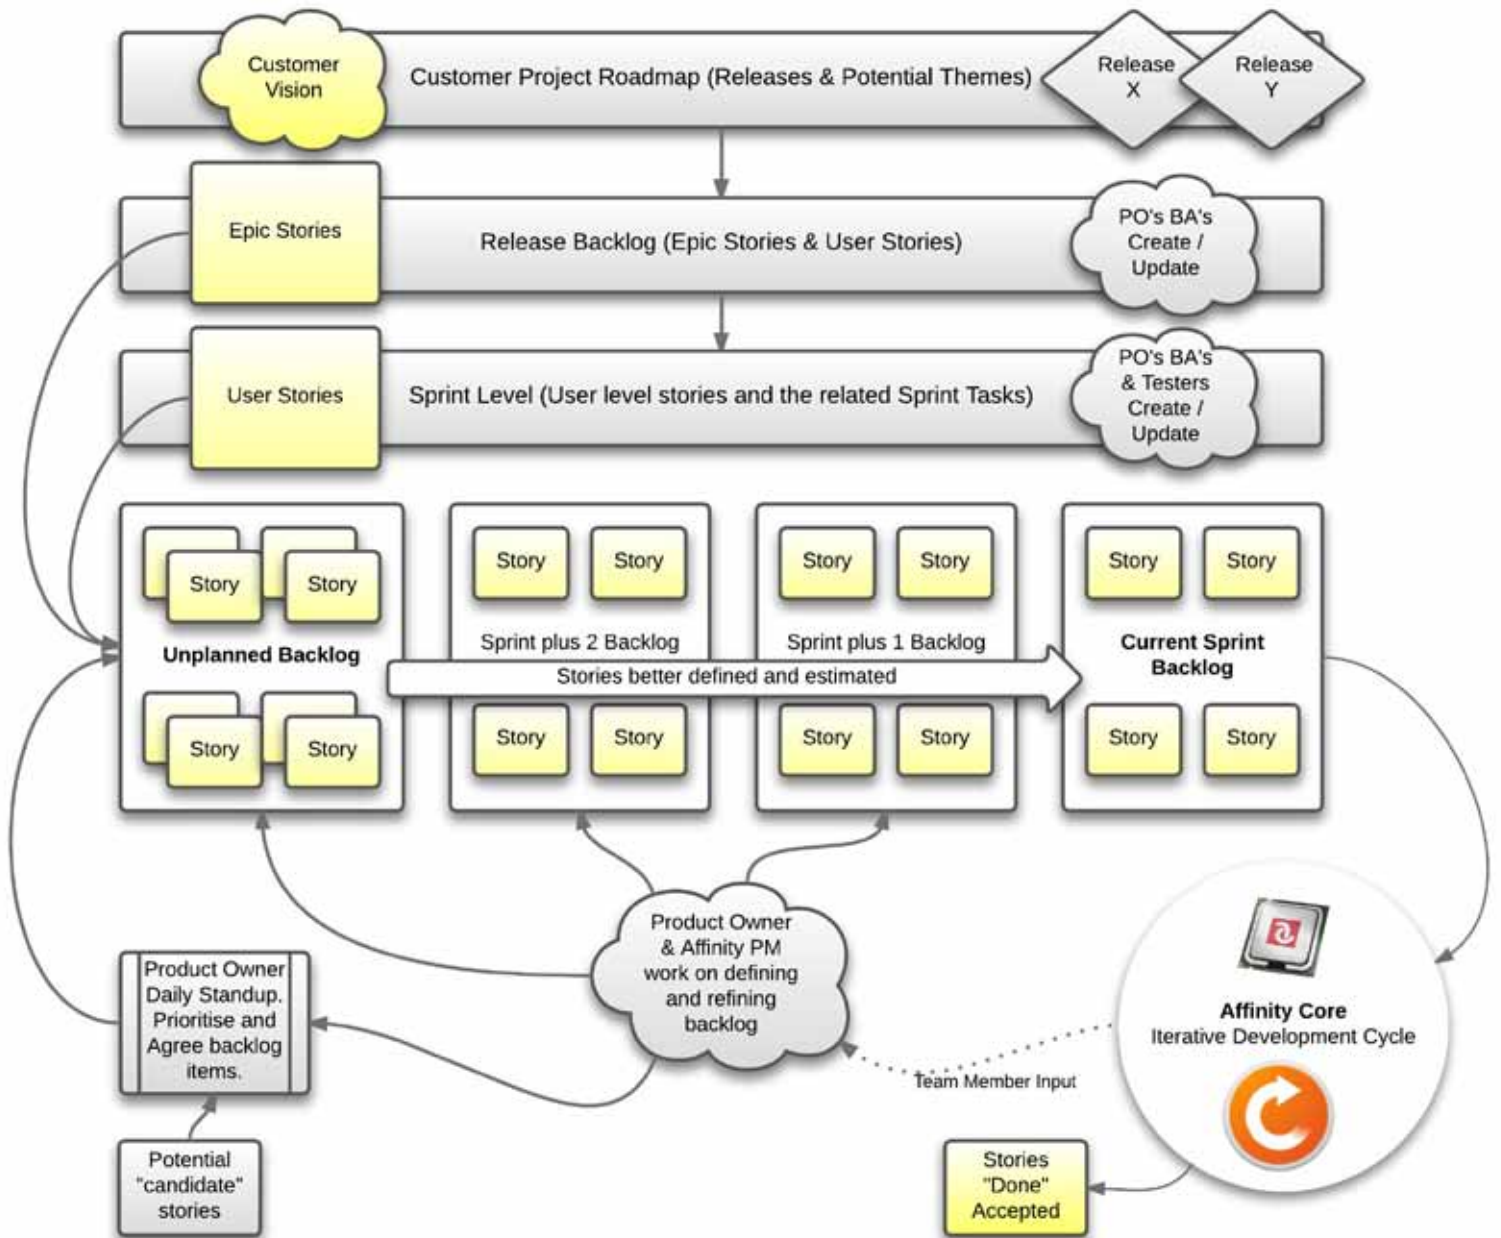 Customer
Vision
Customer Project Roadmap (Releases & Potential Themes)
Release
X
Release
Y
Epic Stories
Release Backlog (Epic Stories & User Stories)
PO's BA's
Create /
Update
User Stories
Sprint Level (User level stories and the related Sprint Tasks)
PO's BA's
& Testers
Create /
Update
Story
Story
Unplanned Backlog
Story
Story
Story
Story
Sprint plus 2 Backlog
Story
Story
Story
Story
Sprint plus 1 Backlog
Story
Story
Stories better defined and estimated
Story
Story
Current Sprint
Backlog
Story
Story
Product Owner
& Affinity PM
work on defining
and refining
backlog
Product Owner
Daily Standup.
Prioritise and
Agree backlog
items.
Potential
"candidate"
stories
Team Member Input
Affinity Core
Iterative Development Cycle
Stories
"Done"
Accepted